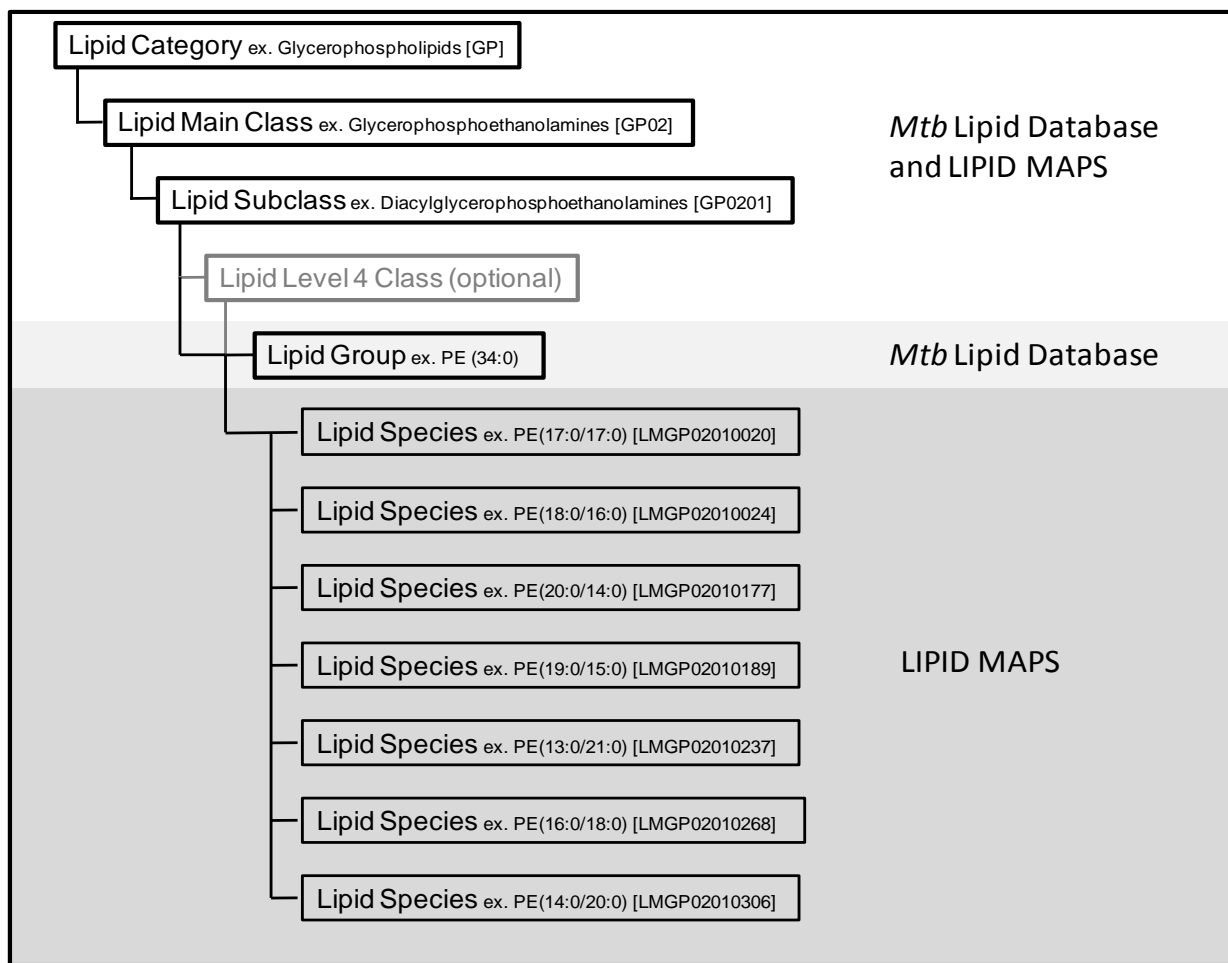 Lipid Category ex. Glycerophospholipids [GP]
Lipid Main Class ex. Glycerophosphoethanolamines [GP02]
Mtb Lipid Database
and LIPID MAPS
Lipid Subclass ex. Diacylglycerophosphoethanolamines [GP0201]
Lipid Level 4 Class (optional)
Lipid Group ex. PE (34:0)
Mtb Lipid Database
Lipid Species ex. PE(17:0/17:0) [LMGP02010020]
Lipid Species ex. PE(18:0/16:0) [LMGP02010024]
Lipid Species ex. PE(20:0/14:0) [LMGP02010177]
Lipid Species ex. PE(19:0/15:0) [LMGP02010189]
LIPID MAPS
Lipid Species ex. PE(13:0/21:0) [LMGP02010237]
Lipid Species ex. PE(16:0/18:0) [LMGP02010268]
Lipid Species ex. PE(14:0/20:0) [LMGP02010306]